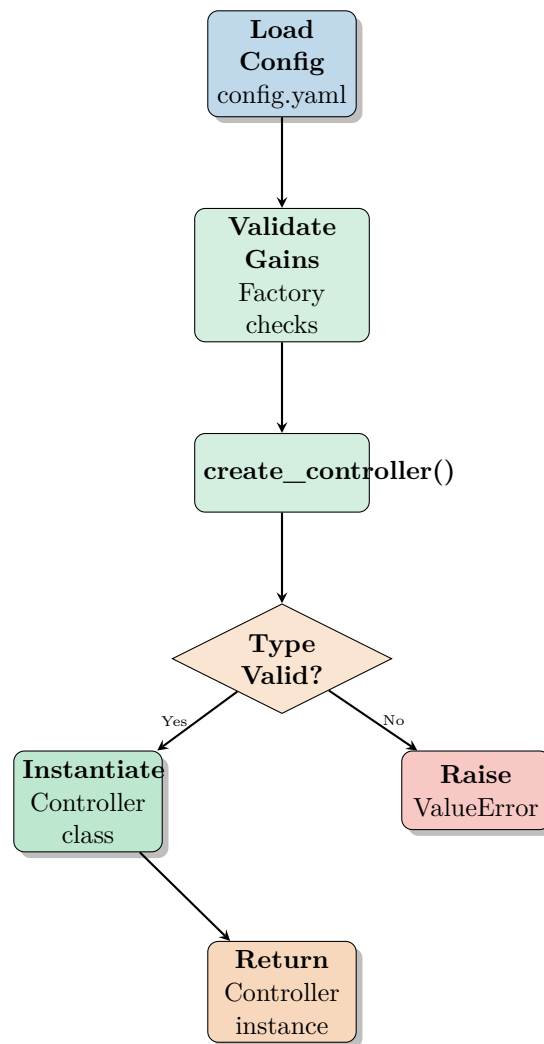 Load
Config
config.yaml
Validate
Gains
Factory
checks
create_controller()
Type
Valid?
Yes
No
Instantiate
Controller
class
Raise
ValueError
Return
Controller
instance